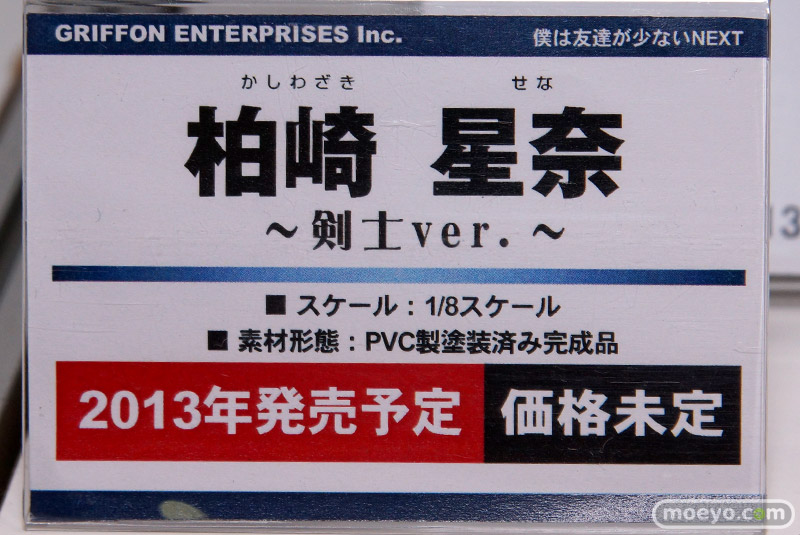 GRIFFON ENTERPRISES Inc. 僕は友達が少ないNEXT
かしわざき せな
柏崎 星奈
～剣士ver.～
■ スケール：1/8スケール
■ 素材形態：PVC製塗装済み完成品
2013年発売予定 価格未定
13
moeyo.com